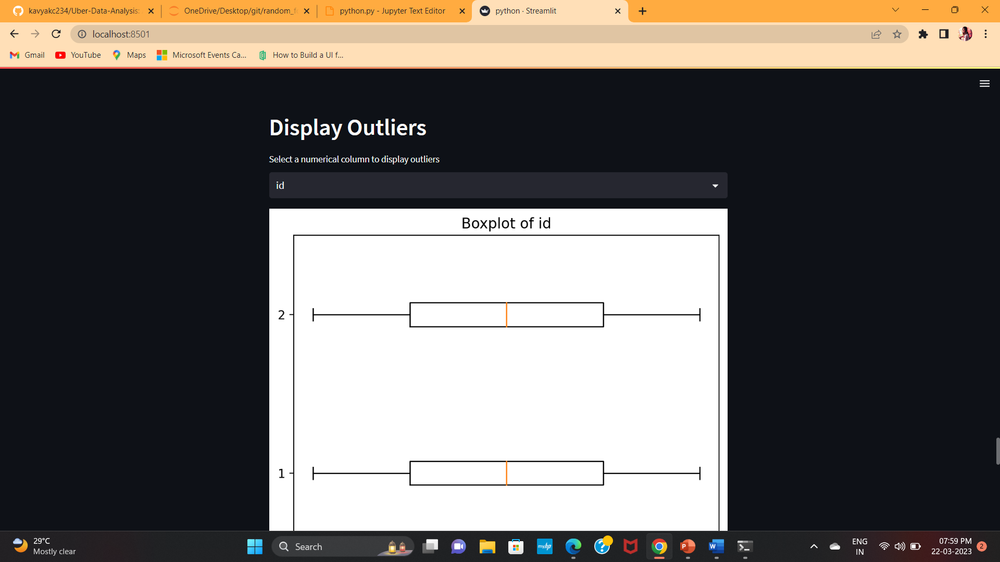 kavyakc234/Uber-Data-Analysis:
OneDrive/Desktop/git/random_f
python.py - Jupyter Text Editor
python · Streamlit
localhost:8501
Gmail
YouTube
Maps
Microsoft Events Ca...
How to Build a UI f...
Display Outliers
Select a numerical column to display outliers
id
Boxplot of id
2
1
29°C
Mostly clear
Search
myhp
ENG
IN
07:59 PM
22-03-2023
2